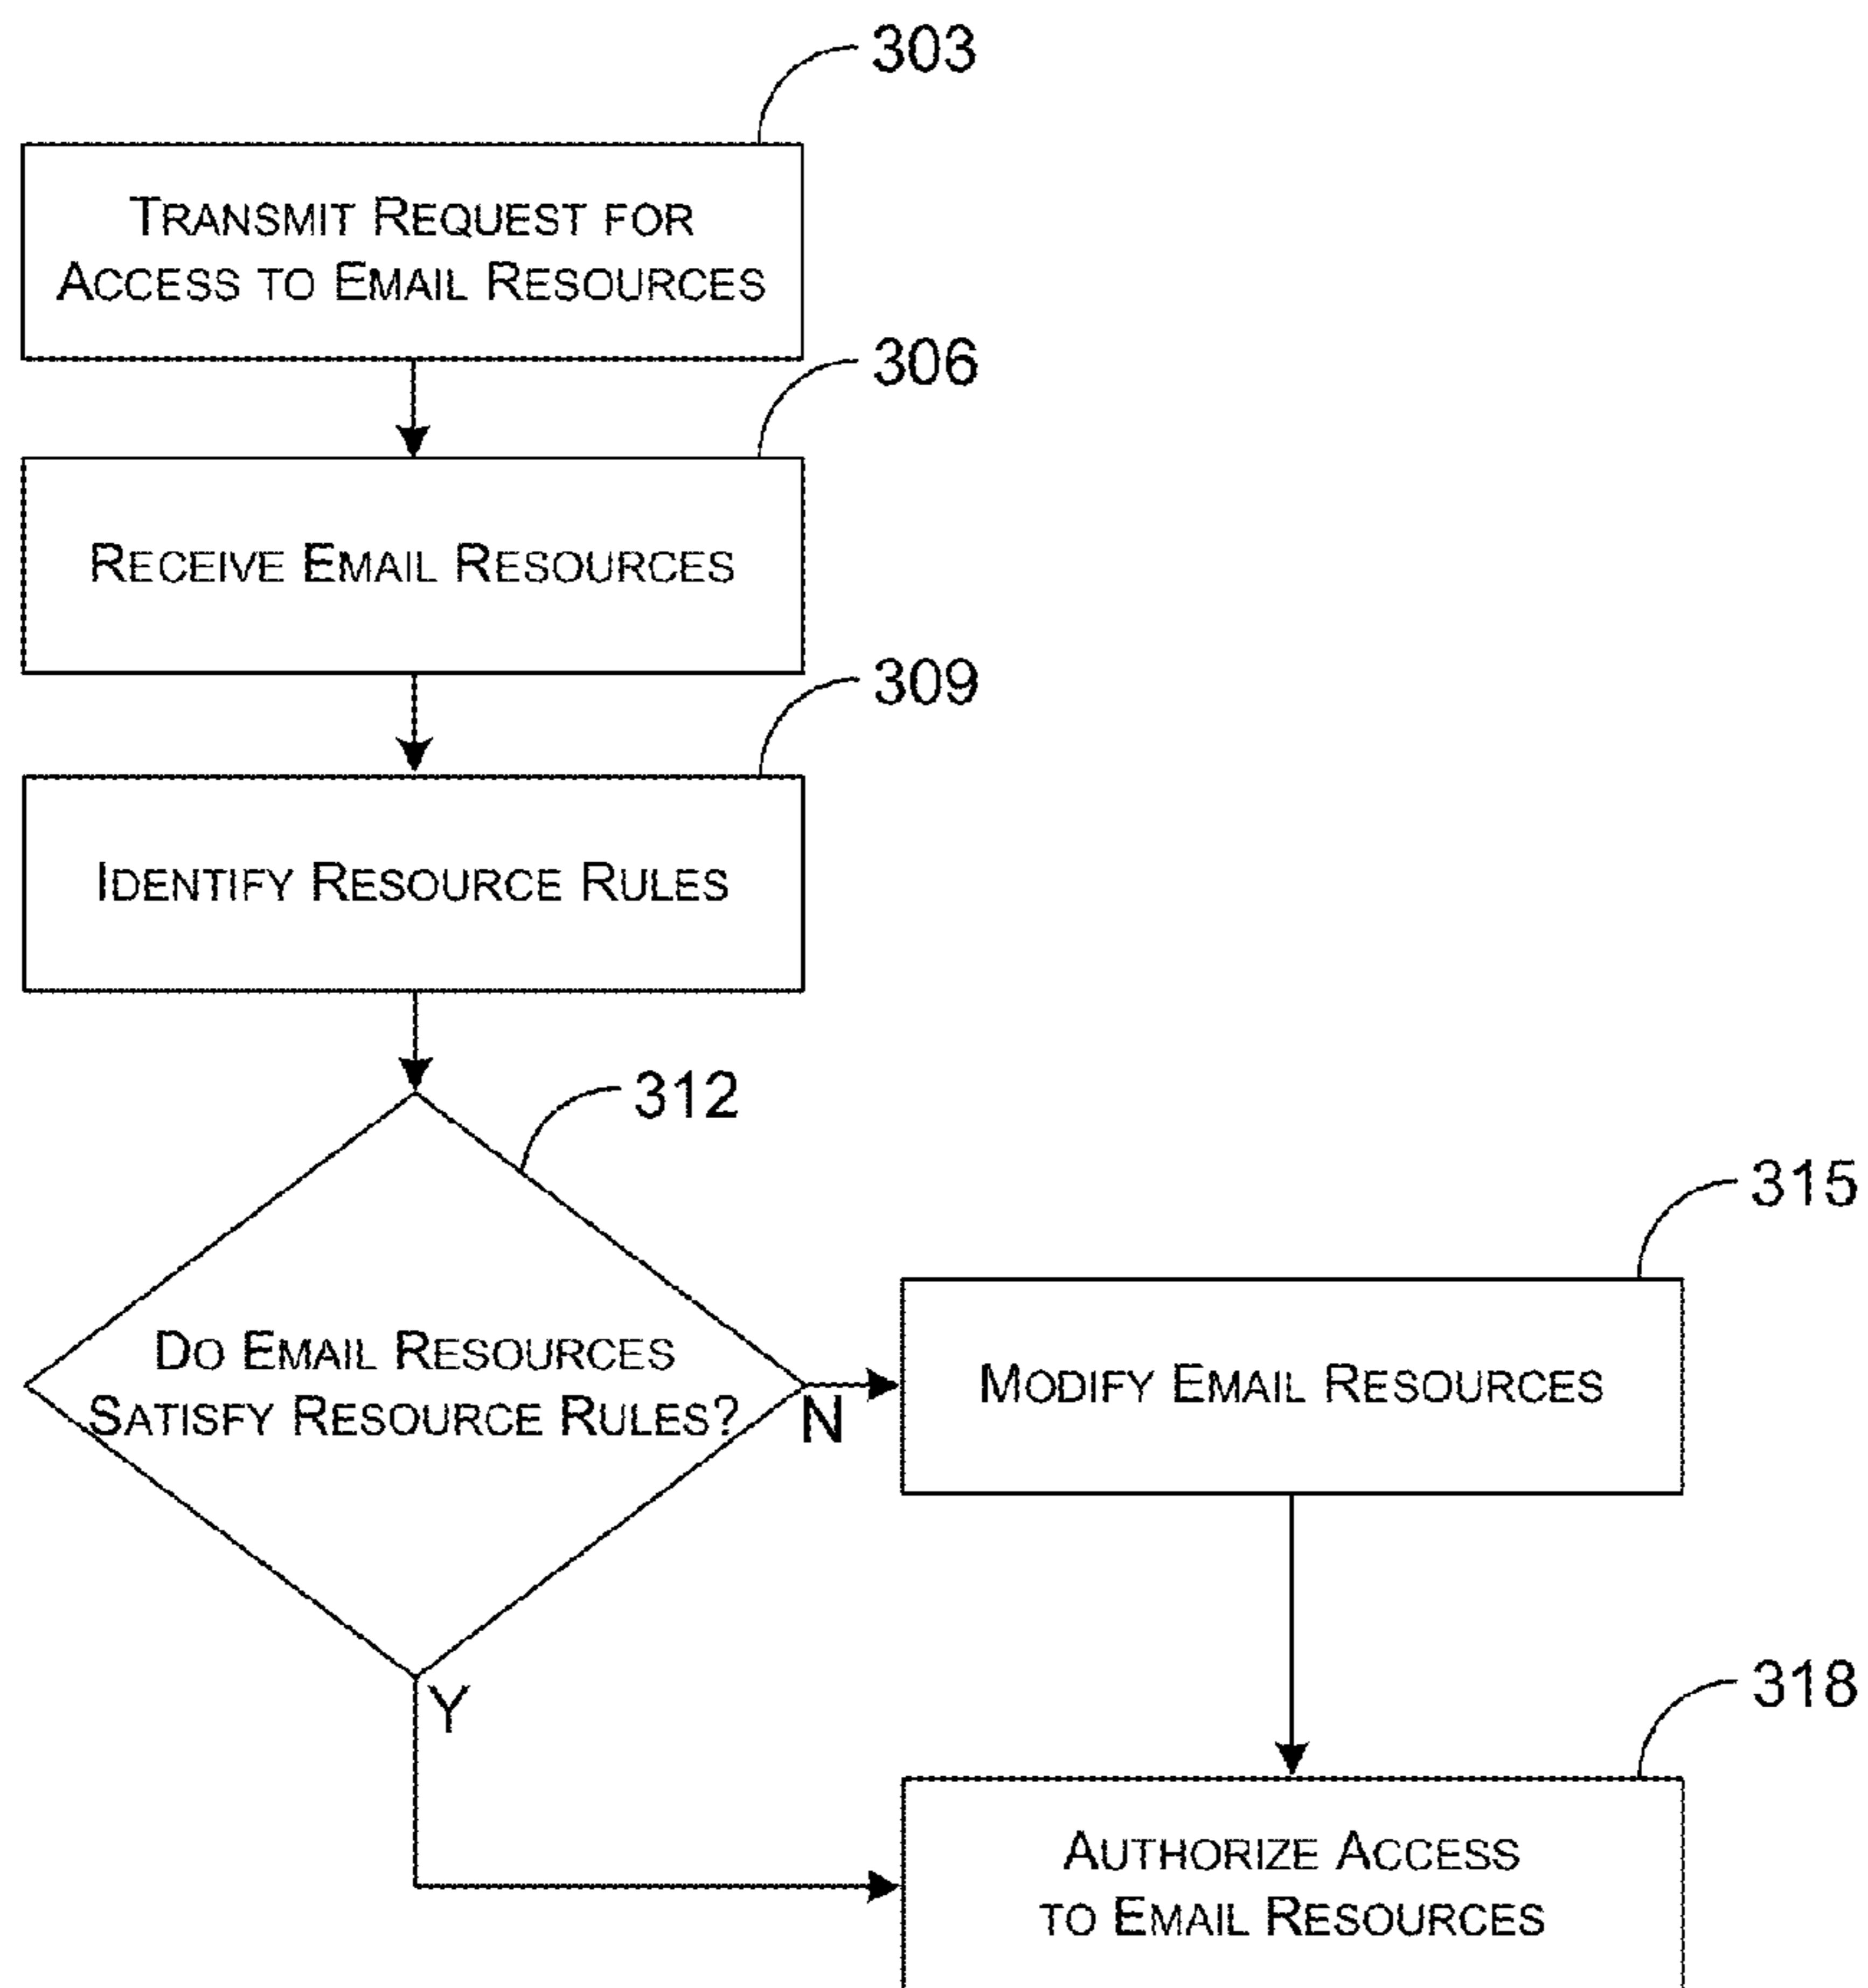 303
TRANSMIT REQUEST FOR
ACCESS TO EMAIL RESOURCES
306
RECEIVE EMAIL RESOURCES
309
IDENTIFY RESOURCE RULES
312
DO EMAIL RESOURCES
SATISFY RESOURCE RULES?
N
Y
315
MODIFY EMAIL RESOURCES
318
AUTHORIZE ACCESS
TO EMAIL RESOURCES